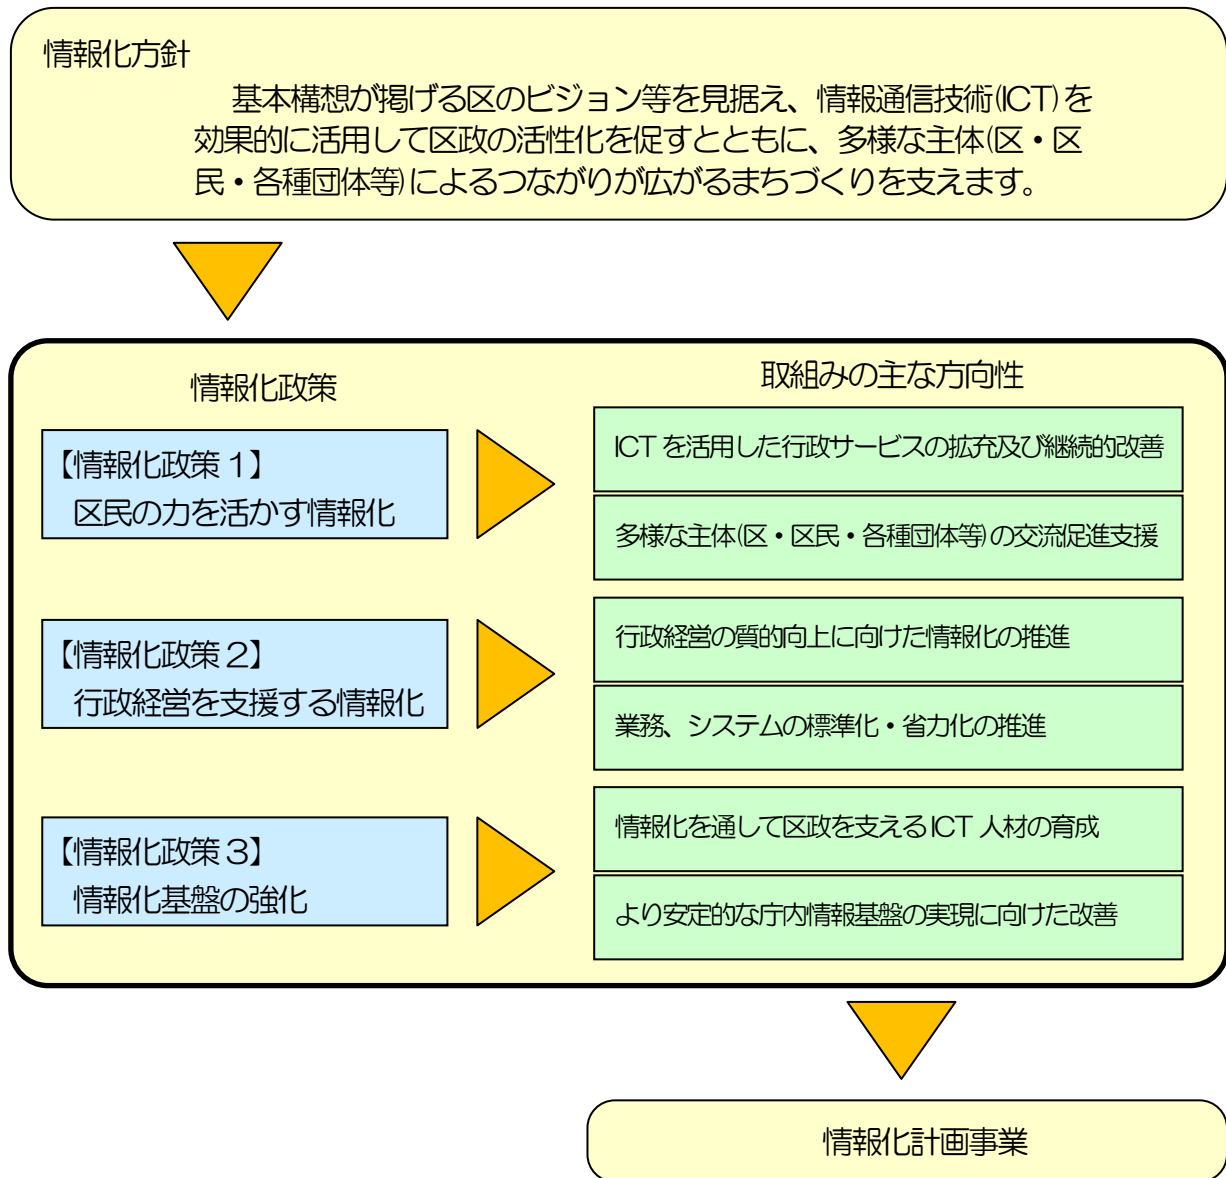 情報化方針
基本構想が掲げる区のビジョン等を見据え、情報通信技術(ICT)を
効果的に活用して区政の活性化を促すとともに、多様な主体(区・区
民・各種団体等)によるつながりが広がるまちづくりを支えます。
情報化政策
取組みの主な方向性
【情報化政策1】
区民の力を活かす情報化
ICTを活用した行政サービスの拡充及び継続的改善
多様な主体(区・区民・各種団体等)の交流促進支援
【情報化政策2】
行政経営を支援する情報化
行政経営の質的向上に向けた情報化の推進
業務、システムの標準化・省力化の推進
【情報化政策3】
情報化基盤の強化
情報化を通して区政を支えるICT人材の育成
より安定的な庁内情報基盤の実現に向けた改善
情報化計画事業